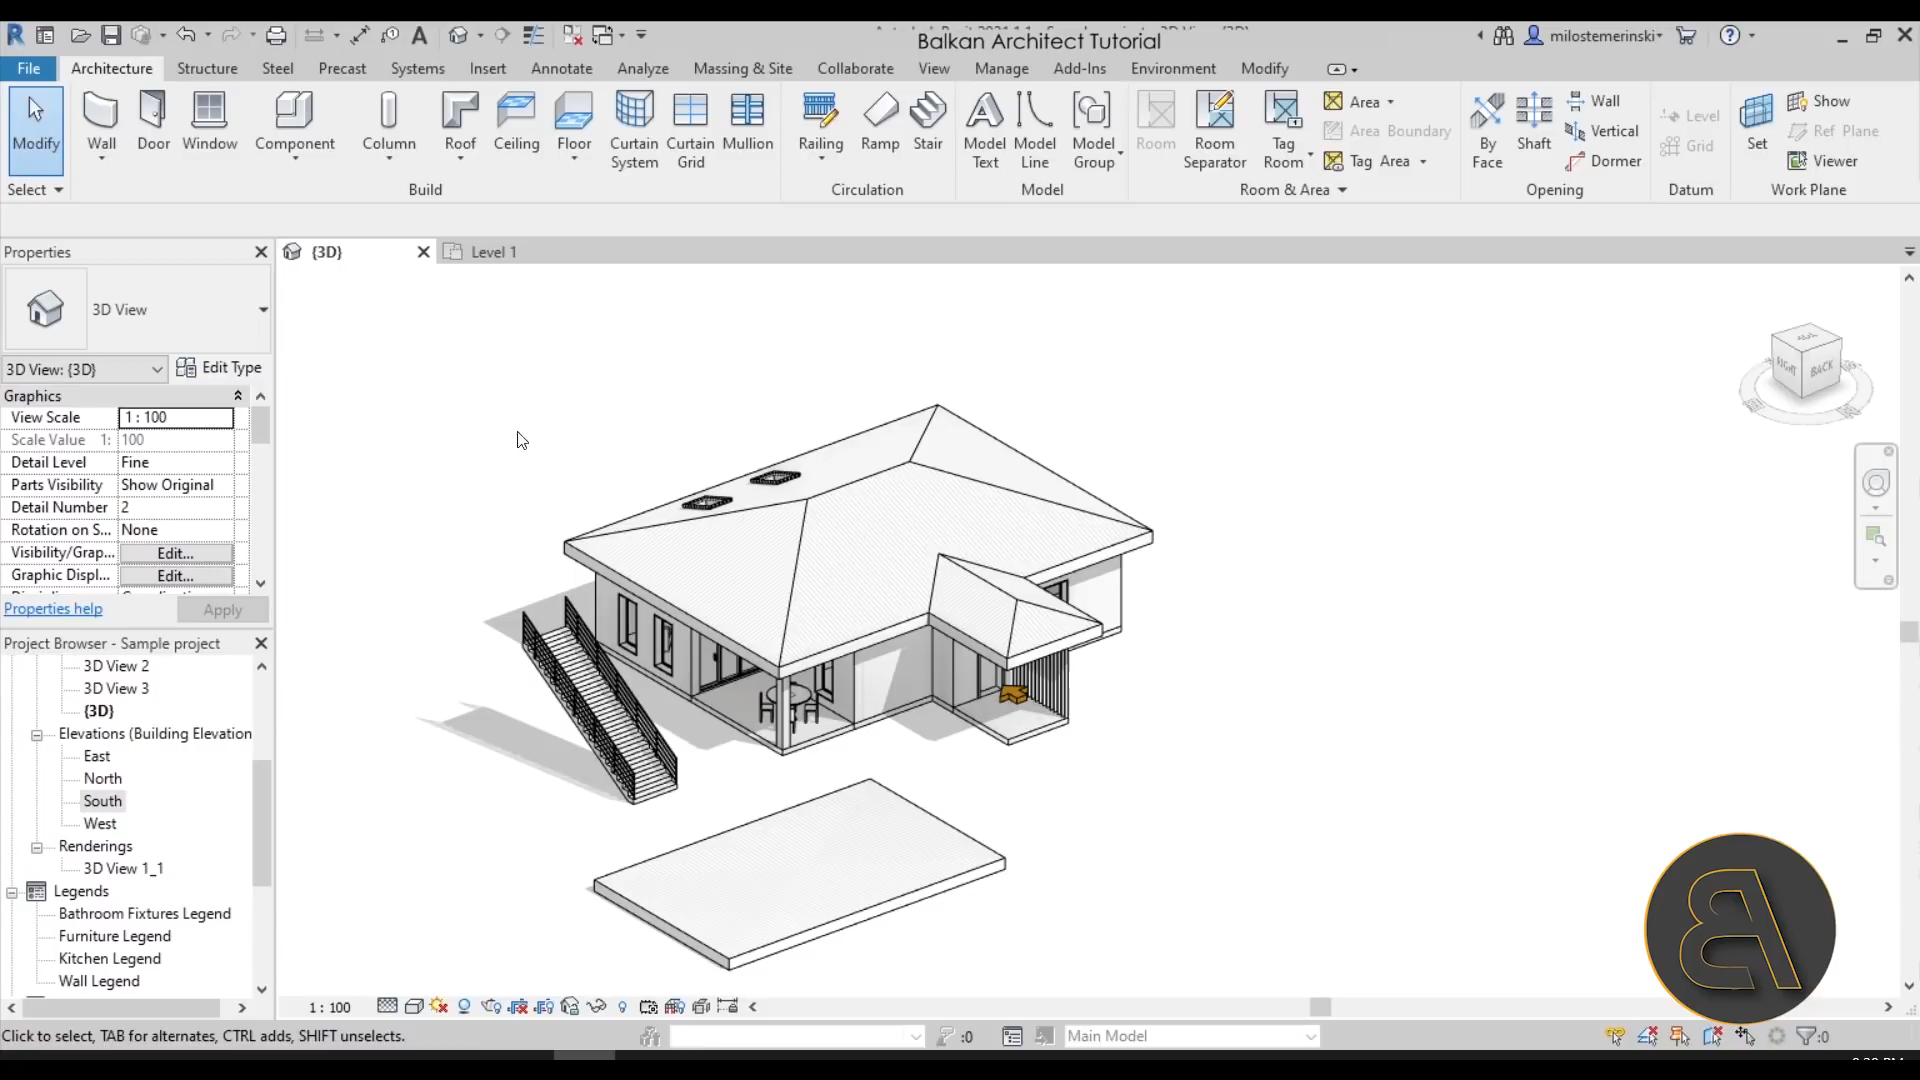 Balkan Architect Tutorial
milostemerinski
File Architecture Structure Steel Precast Systems Insert Annotate Analyze Massing & Site Collaborate View Manage Add-Ins Environment Modify
Modify
Select
Wall Door Window Component Column Roof Ceiling Floor Curtain System Curtain Grid Mullion
Build
Railing Ramp Stair
Circulation
Model Text Model Line Model Group
Model
Room Room Separator Tag Room
Area
Area Boundary
Tag Area
Room & Area
By Face Shaft
Wall
Vertical
Dormer
Opening
Level
Grid
Datum
Set
Show
Ref Plane
Viewer
Work Plane
Properties
{3D}
Level 1
3D View
3D View: {3D}
Edit Type
Graphics
View Scale 1 : 100
Scale Value 1: 100
Detail Level Fine
Parts Visibility Show Original
Detail Number 2
Rotation on S... None
Visibility/Grap... Edit...
Graphic Displ... Edit...
Properties help
Apply
Project Browser - Sample project
3D View 2
3D View 3
{3D}
Elevations (Building Elevation
East
North
South
West
Renderings
3D View 1_1
Legends
Bathroom Fixtures Legend
Furniture Legend
Kitchen Legend
Wall Legend
RIGHT
BACK
1 : 100
Click to select, TAB for alternates, CTRL adds, SHIFT unselects.
:0
Main Model
:0